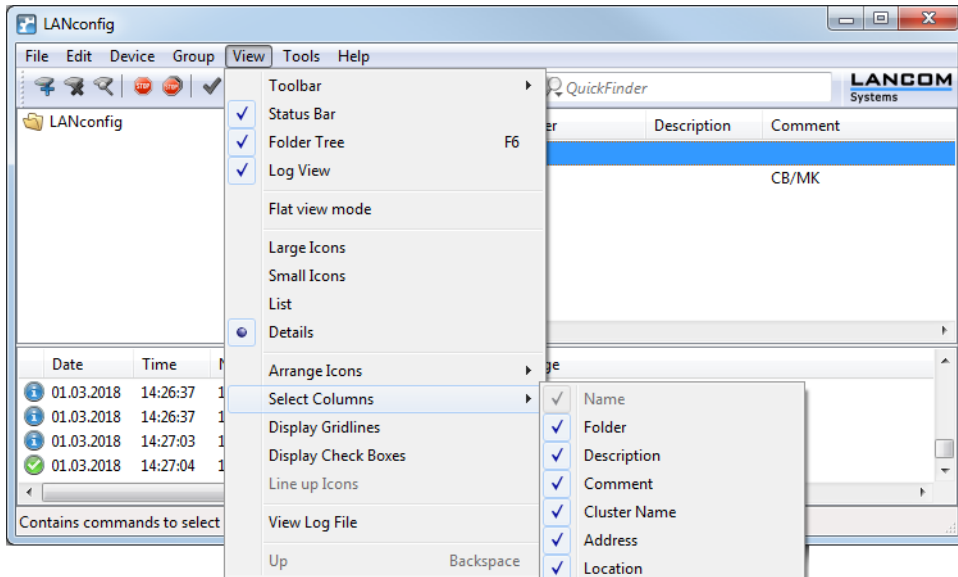 LANconfig
File Edit Device Group View Tools Help
QuickFinder
LANCOM
Systems
LANconfig
Description Comment
CB/MK
Toolbar
Status Bar
Folder Tree F6
Log View
Flat view mode
Large Icons
Small Icons
List
Details
Arrange Icons
Select Columns
Display Gridlines
Display Check Boxes
Line up Icons
View Log File
Up Backspace
Name
Folder
Description
Comment
Cluster Name
Address
Location
Date Time
01.03.2018 14:26:37
01.03.2018 14:26:37
01.03.2018 14:27:03
01.03.2018 14:27:04
Contains commands to select